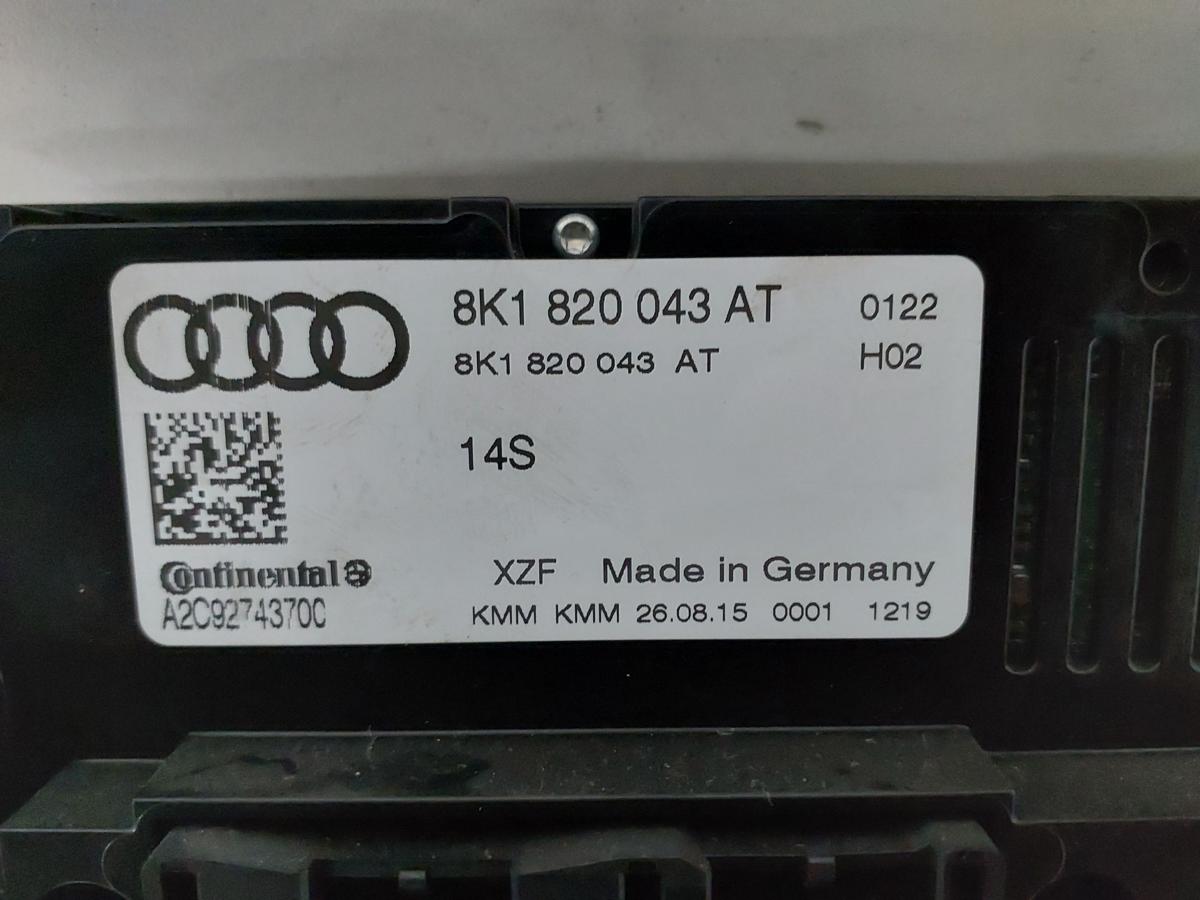 8K1 820 043 AT 0122
8K1 820 043 AT H02
14S
Continental
XZF Made in Germany
A2C92743700
KMM KMM 26.08.15 0001 1219